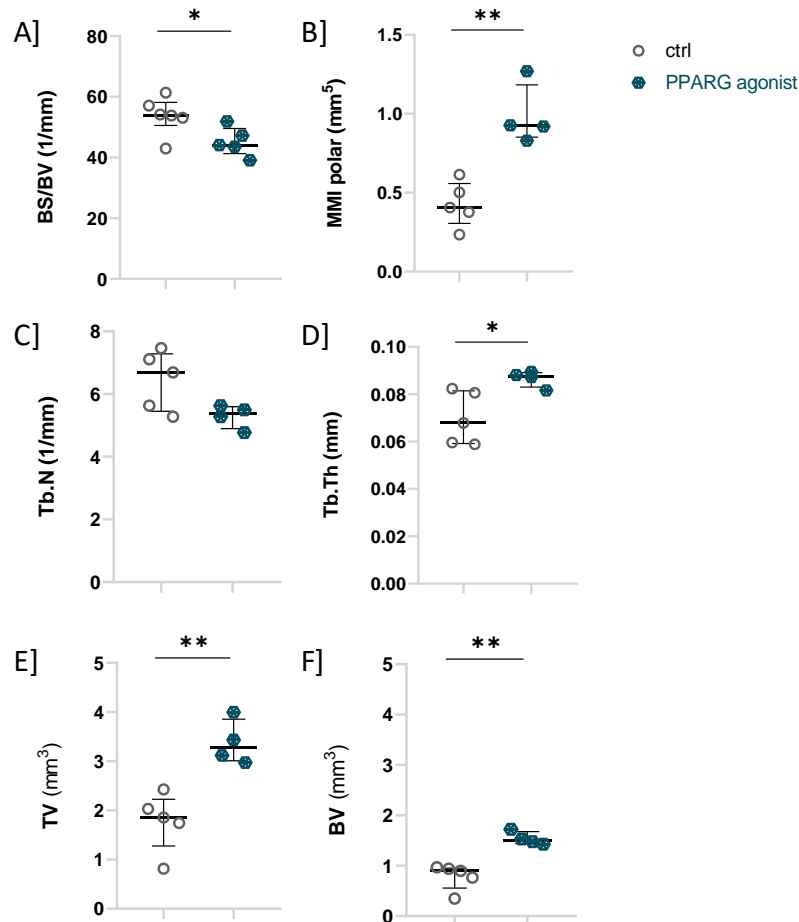 A]
*
BS/BV (1/mm)
80
60
40
20
0
B]
**
MMI polar (mm⁵)
1.5
1.0
0.5
0.0
ctrl
PPARG agonist
C]
Tb.N (1/mm)
8
6
4
2
0
D]
*
Tb.Th (mm)
0.10
0.08
0.06
0.04
0.02
0.00
E]
**
TV (mm³)
5
4
3
2
1
0
F]
**
BV (mm³)
5
4
3
2
1
0